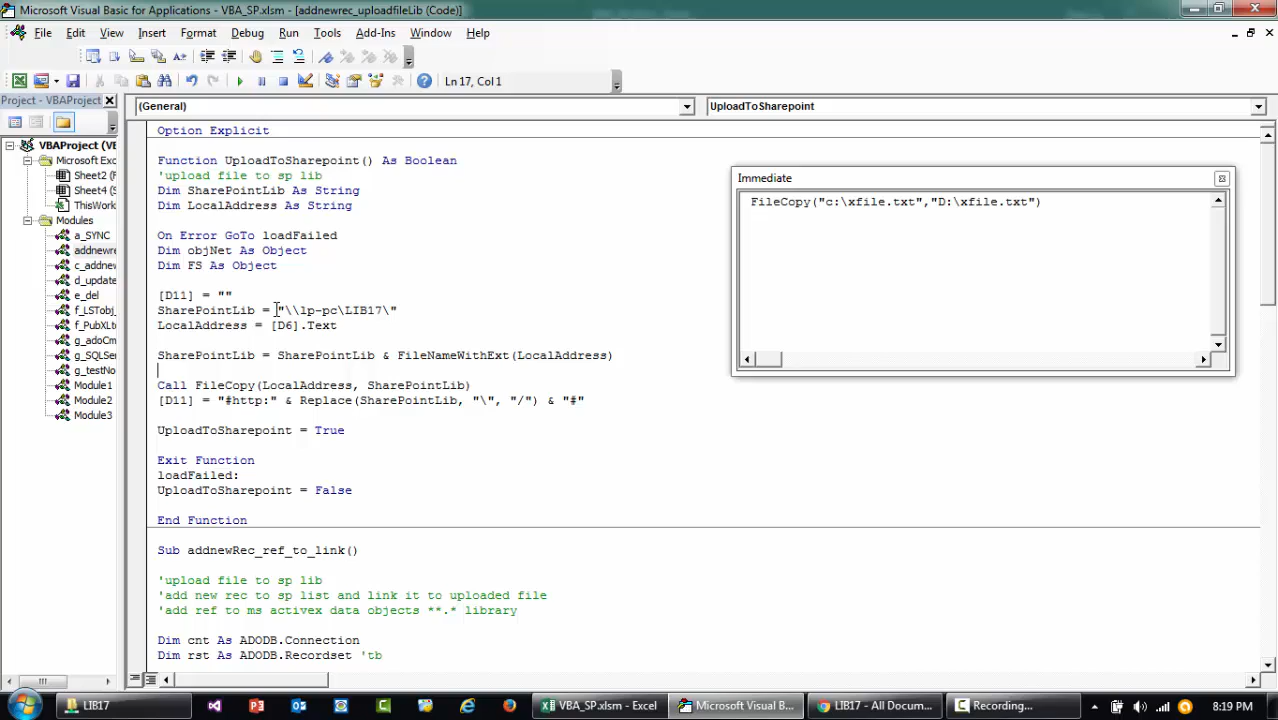 Microsoft Visual Basic for Applications - VBA_SP.xlsm - [addnewrec_uploadfileLib (Code)]
File Edit View Insert Format Debug Run Tools Add-Ins Window Help
Ln 17, Col 1
Project - VBAProject
(General)
UploadToSharepoint
VBAProject (VB
Microsoft Exc
Sheet2 (
Sheet4 (S
ThisWork
Modules
a_SYNC
addnewre
c_addnew
d_update
e_del
f_LSTobj_
f_PubXLt
g_adoCm
g_SQLSer
g_testNo
Module1
Module2
Module3
Option Explicit
Function UploadToSharepoint() As Boolean
'upload file to sp lib
Dim SharePointLib As String
Dim LocalAddress As String
On Error GoTo loadFailed
Dim objNet As Object
Dim FS As Object
[D11] = ""
SharePointLib = "\\lp-pc\LIB17\"
LocalAddress = [D6].Text
SharePointLib = SharePointLib & FileNameWithExt(LocalAddress)
Call FileCopy(LocalAddress, SharePointLib)
[D11] = "#http:" & Replace(SharePointLib, "\", "/") & "#"
UploadToSharepoint = True
Exit Function
loadFailed:
UploadToSharepoint = False
End Function
Sub addnewRec_ref_to_link()
'upload file to sp lib
'add new rec to sp list and link it to uploaded file
'add ref to ms activex data objects **.* library
Dim cnt As ADODB.Connection
Dim rst As ADODB.Recordset 'tb
Immediate
FileCopy("c:\xfile.txt","D:\xfile.txt")
LIB17
VBA_SP.xlsm - Excel
Microsoft Visual B...
LIB17 - All Docum...
Recording...
8:19 PM